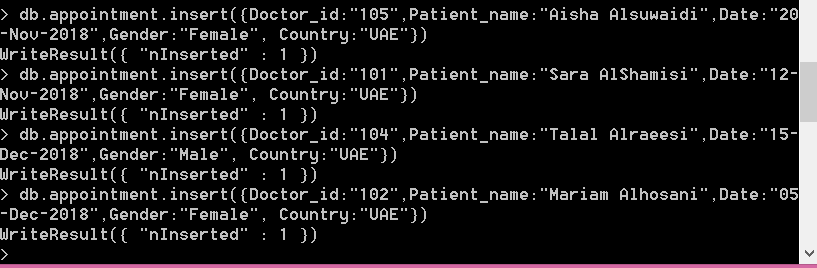 > db.appointment.insert({Doctor_id:"105",Patient_name:"Aisha Alsuwaidi",Date:"20
-Nov-2018",Gender:"Female", Country:"UAE"})
WriteResult({ "nInserted" : 1 })
> db.appointment.insert({Doctor_id:"101",Patient_name:"Sara AlShamisi",Date:"12-
Nov-2018",Gender:"Female", Country:"UAE"})
WriteResult({ "nInserted" : 1 })
> db.appointment.insert({Doctor_id:"104",Patient_name:"Talal Alraeesi",Date:"15-
Dec-2018",Gender:"Male", Country:"UAE"})
WriteResult({ "nInserted" : 1 })
> db.appointment.insert({Doctor_id:"102",Patient_name:"Mariam Alhosani",Date:"05
-Dec-2018",Gender:"Female", Country:"UAE"})
WriteResult({ "nInserted" : 1 })
>